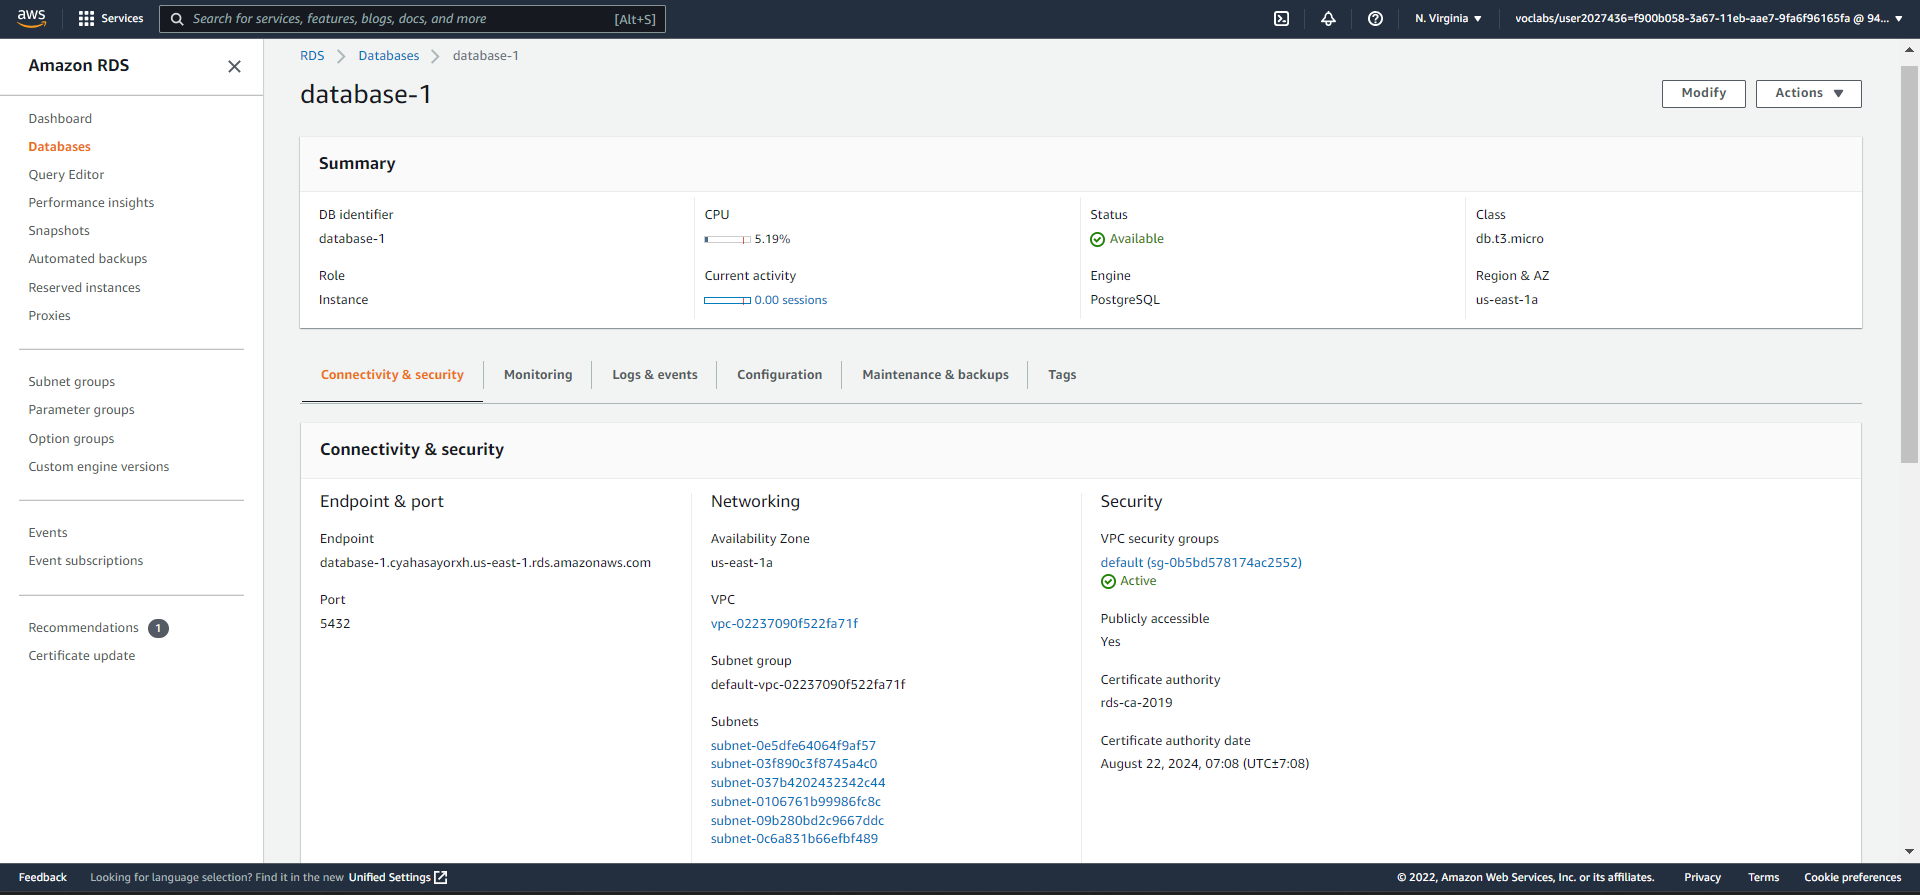 aws Services Search for services, features, blogs, docs, and more [Alt+S] N. Virginia voclabs/user2027436=f900b058-3a67-11eb-aae7-9fa6f96165fa @ 94...
Amazon RDS
Dashboard
Databases
Query Editor
Performance insights
Snapshots
Automated backups
Reserved instances
Proxies
Subnet groups
Parameter groups
Option groups
Custom engine versions
Events
Event subscriptions
Recommendations 1
Certificate update
RDS Databases database-1
database-1
Modify Actions
Summary
DB identifier
database-1
Role
Instance
CPU
5.19%
Current activity
0.00 sessions
Status
Available
Engine
PostgreSQL
Class
db.t3.micro
Region & AZ
us-east-1a
Connectivity & security Monitoring Logs & events Configuration Maintenance & backups Tags
Connectivity & security
Endpoint & port
Endpoint
database-1.cyahasayorxh.us-east-1.rds.amazonaws.com
Port
5432
Networking
Availability Zone
us-east-1a
VPC
vpc-02237090f522fa71f
Subnet group
default-vpc-02237090f522fa71f
Subnets
subnet-0e5dfe64064f9af57
subnet-03f890c3f8745a4c0
subnet-037b4202432342c44
subnet-0106761b99986fc8c
subnet-09b280bd2c9667ddc
subnet-0c6a831b66efbf489
Security
VPC security groups
default (sg-0b5bd578174ac2552)
Active
Publicly accessible
Yes
Certificate authority
rds-ca-2019
Certificate authority date
August 22, 2024, 07:08 (UTC±7:08)
Feedback Looking for language selection? Find it in the new Unified Settings © 2022, Amazon Web Services, Inc. or its affiliates. Privacy Terms Cookie preferences